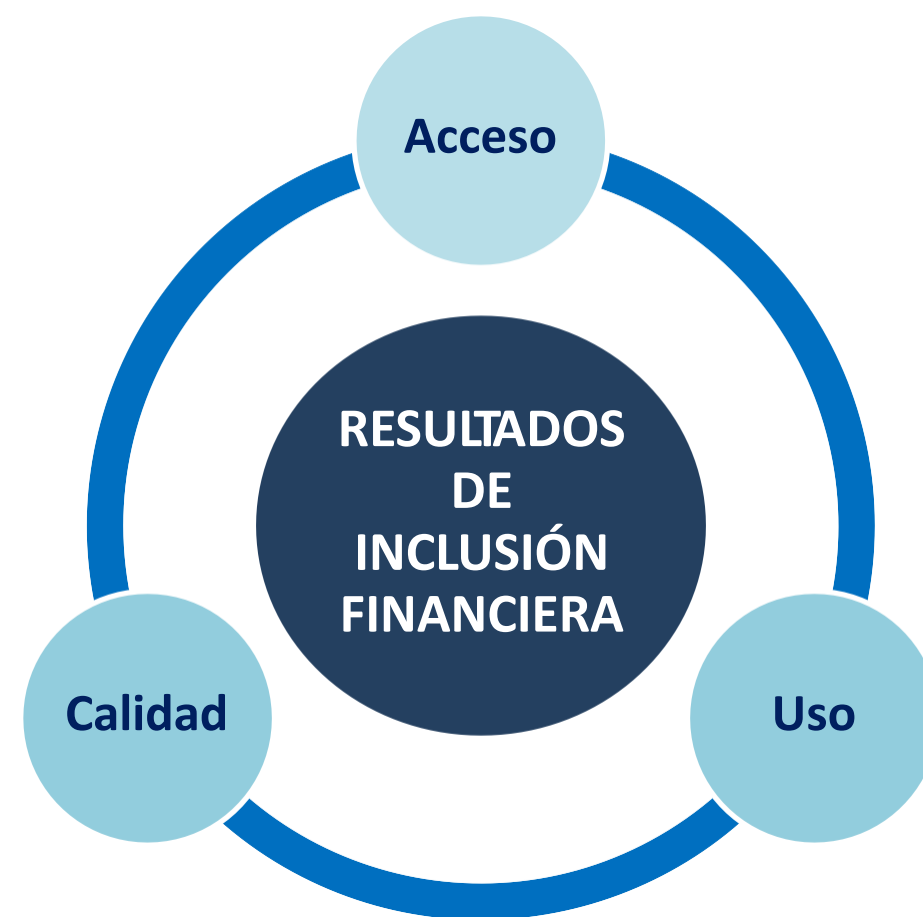 Acceso
RESULTADOS
DE
INCLUSIÓN
FINANCIERA
Calidad
Uso